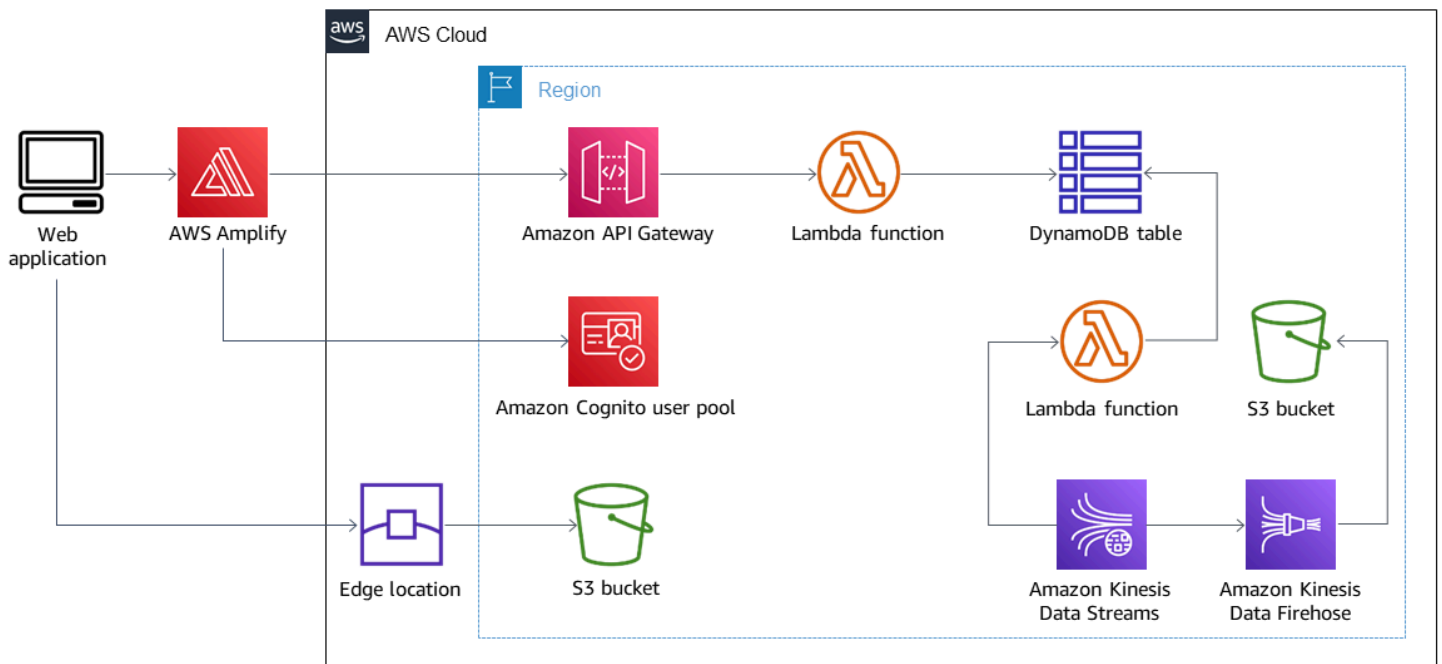 aws
AWS Cloud
Region
Web
application
AWS Amplify
Amazon API Gateway
Lambda function
DynamoDB table
Amazon Cognito user pool
Lambda function
S3 bucket
Edge location
S3 bucket
Amazon Kinesis
Data Streams
Amazon Kinesis
Data Firehose